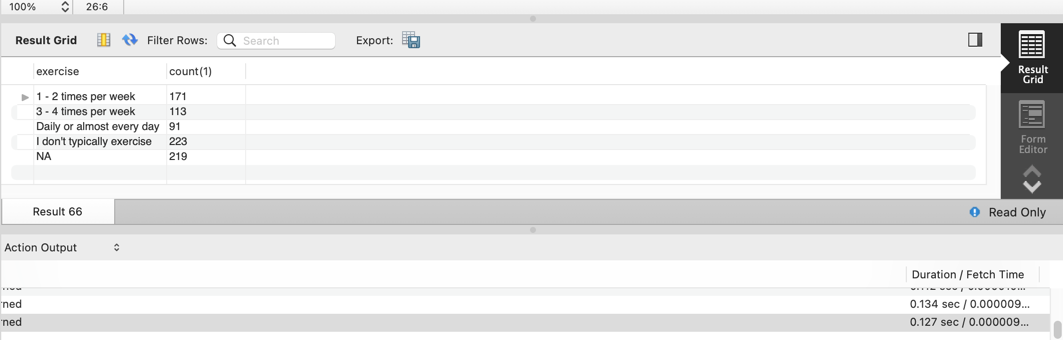 100% 26:6
Result Grid Filter Rows: Search Export:
Result
Grid
exercise count(1)
1 - 2 times per week 171
3 - 4 times per week 113
Daily or almost every day 91
I don't typically exercise 223
NA 219
Form
Editor
Result 66 Read Only
Action Output
Duration / Fetch Time
rned 0.134 sec / 0.000009...
rned 0.127 sec / 0.000009...